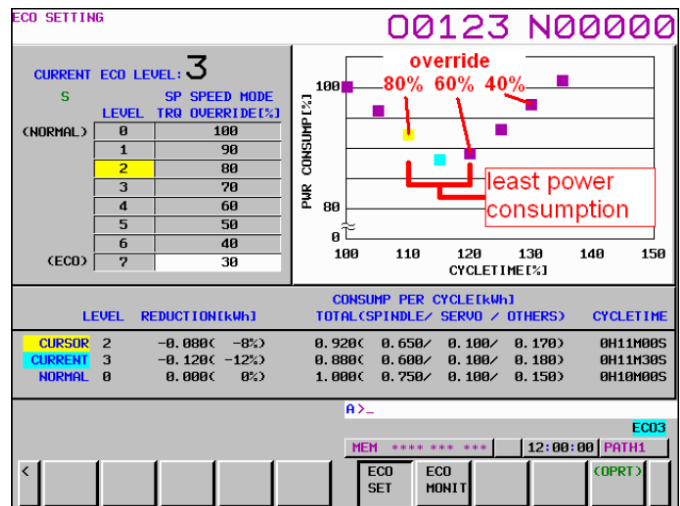 ECO SETTING
O0123 N00000
CURRENT ECO LEVEL:3
S
SP SPEED MODE
LEVEL TRQ OVERRIDE[%]
(NORMAL) 0 100
1 90
2 80
3 70
4 60
5 50
6 40
(ECO) 7 30
override
80% 60% 40%
100
PWR CONSUMP[%]
least power
consumption
80
0
100 110 120 130 140 150
CYCLETIME[%]
CONSUMP PER CYCLE[kWh]
LEVEL REDUCTION[kWh] TOTAL(SPINDLE/ SERVO / OTHERS) CYCLETIME
CURSOR 2 -0.080( -8%) 0.920( 0.650/ 0.100/ 0.170) 0H11M00S
CURRENT 3 -0.120( -12%) 0.880( 0.600/ 0.100/ 0.180) 0H11M30S
NORMAL 0 0.000( 0%) 1.000( 0.750/ 0.100/ 0.150) 0H10M00S
A>_
ECO3
MEM **** *** *** 12:00:00 PATH1
< ECO ECO (OPRT)
SET MONIT